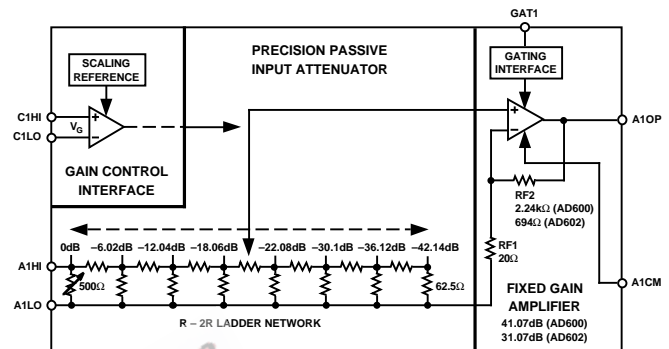 GAT1
PRECISION PASSIVE
INPUT ATTENUATOR
SCALING
REFERENCE
GATING
INTERFACE
C1HI
C1LO
VG
+
–
+
–
A1OP
GAIN CONTROL
INTERFACE
RF2
2.24kΩ (AD600)
694Ω (AD602)
0dB –6.02dB –12.04dB –18.06dB –22.08dB –30.1dB –36.12dB –42.14dB
RF1
20Ω
A1HI
500Ω
62.5Ω
A1LO
A1CM
R – 2R LADDER NETWORK
FIXED GAIN
AMPLIFIER
41.07dB (AD600)
31.07dB (AD602)